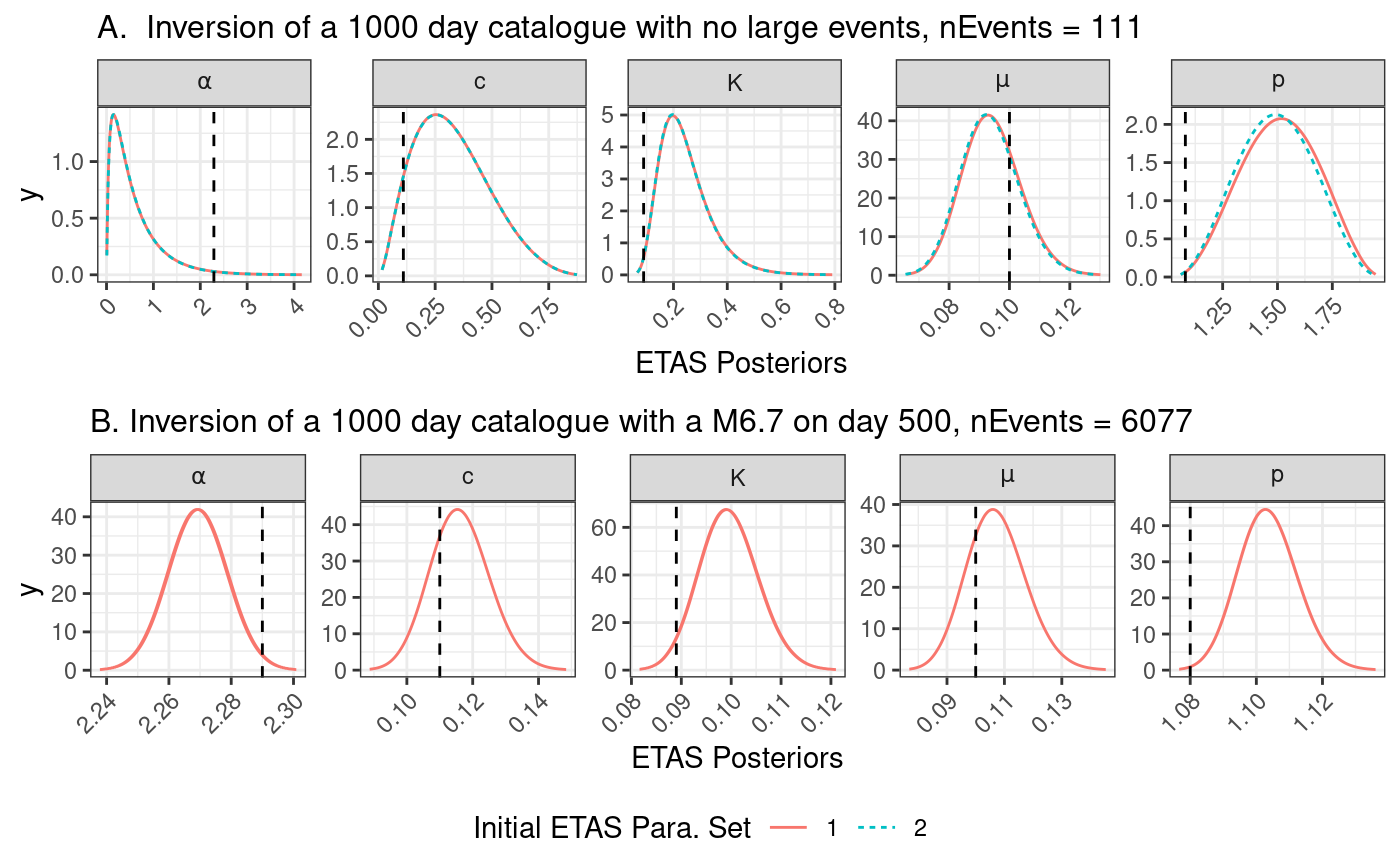 A.  Inversion of a 1000 day catalogue with no large events, nEvents = 111
α c K μ p
y
0.0 0.5 1.0
0 1 2 3 4
0.0 0.5 1.0 1.5 2.0
0.00 0.25 0.50 0.75
0 1 2 3 4 5
0.2 0.4 0.6 0.8
0 10 20 30 40
0.08 0.10 0.12
0.0 0.5 1.0 1.5 2.0
1.25 1.50 1.75
ETAS Posteriors
B. Inversion of a 1000 day catalogue with a M6.7 on day 500, nEvents = 6077
α c K μ p
y
0 10 20 30 40
2.24 2.26 2.28 2.30
0 10 20 30 40
0.10 0.12 0.14
0 20 40 60
0.08 0.09 0.10 0.11 0.12
0 10 20 30 40
0.09 0.11 0.13
0 10 20 30 40
1.08 1.10 1.12
ETAS Posteriors
Initial ETAS Para. Set 1 2